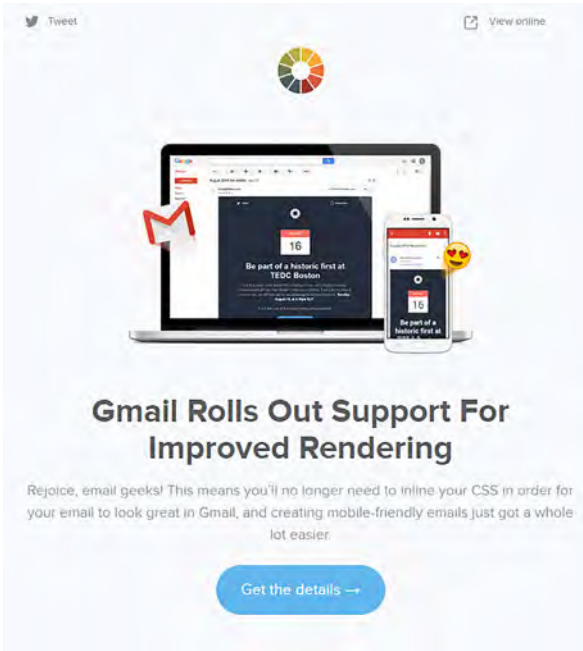 Tweet
View online
Google
16
Be part of a historic first at
TEDC Boston
16
Be part of a
historic first at
Gmail Rolls Out Support For
Improved Rendering
Rejoice, email geeks! This means you'll no longer need to inline your CSS in order for
your email to look great in Gmail, and creating mobile-friendly emails just got a whole
lot easier.
Get the details →